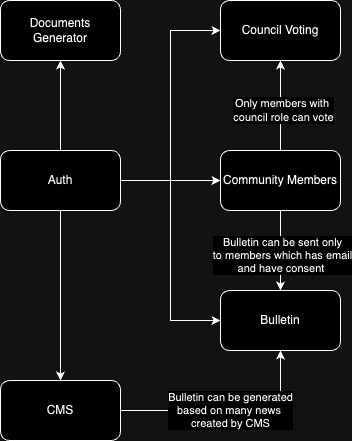 Documents
Generator
Council Voting
Only members with
council role can vote
Auth
Community Members
Bulletin can be sent only
to members which has email
and have consent
Bulletin
CMS
Bulletin can be generated
based on many news
created by CMS